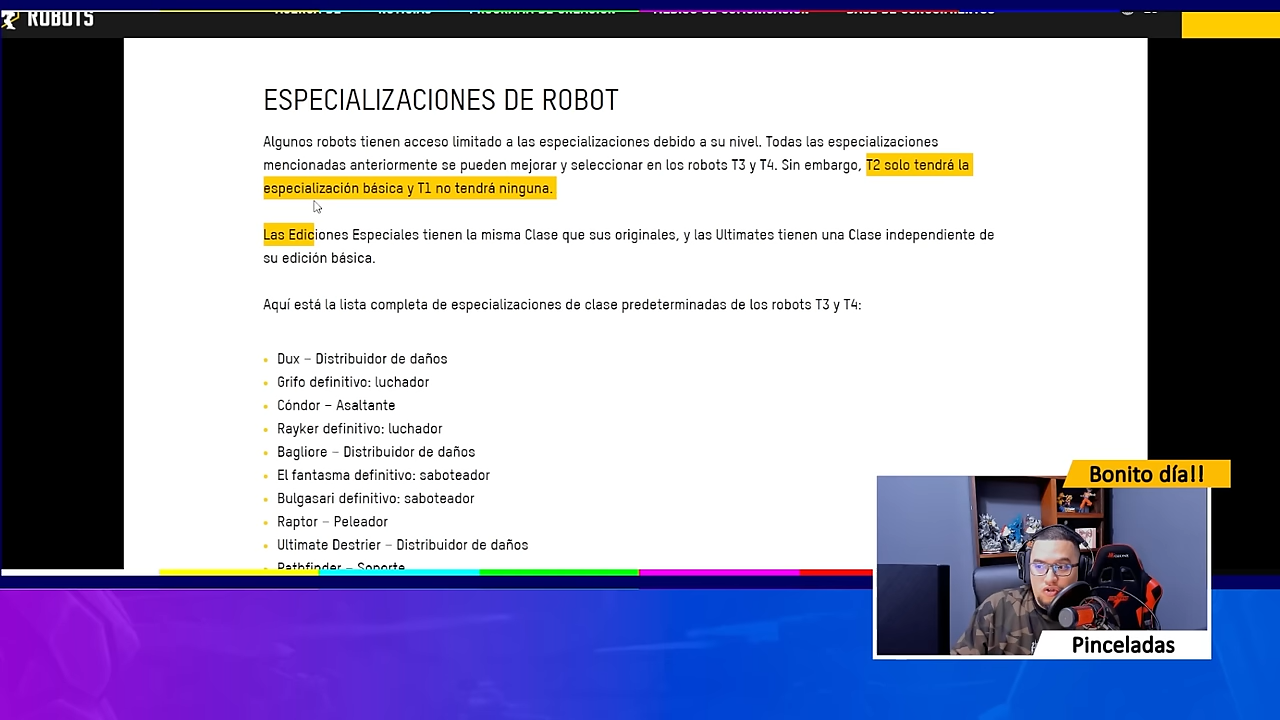 ROBOTS
ESPECIALIZACIONES DE ROBOT
Algunos robots tienen acceso limitado a las especializaciones debido a su nivel. Todas las especializaciones
mencionadas anteriormente se pueden mejorar y seleccionar en los robots T3 y T4. Sin embargo, T2 solo tendrá la
especialización básica y T1 no tendrá ninguna.
Las Ediciones Especiales tienen la misma Clase que sus originales, y las Ultimates tienen una Clase independiente de
su edición básica.
Aquí está la lista completa de especializaciones de clase predeterminadas de los robots T3 y T4:
• Dux – Distribuidor de daños
• Grifo definitivo: luchador
• Cóndor – Asaltante
• Rayker definitivo: luchador
• Bagliore – Distribuidor de daños
• El fantasma definitivo: saboteador
• Bulgasari definitivo: saboteador
• Raptor – Peleador
• Ultimate Destrier – Distribuidor de daños
• Pathfinder – Soporte
Bonito día!!
Pinceladas